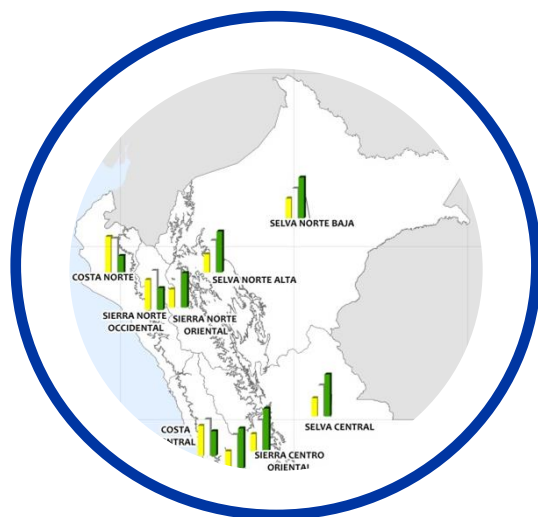 SELVA NORTE BAJA
COSTA NORTE
SELVA NORTE ALTA
SIERRA NORTE
OCCIDENTAL
SIERRA NORTE
ORIENTAL
SELVA CENTRAL
COSTA
SIERRA CENTRO
ORIENTAL